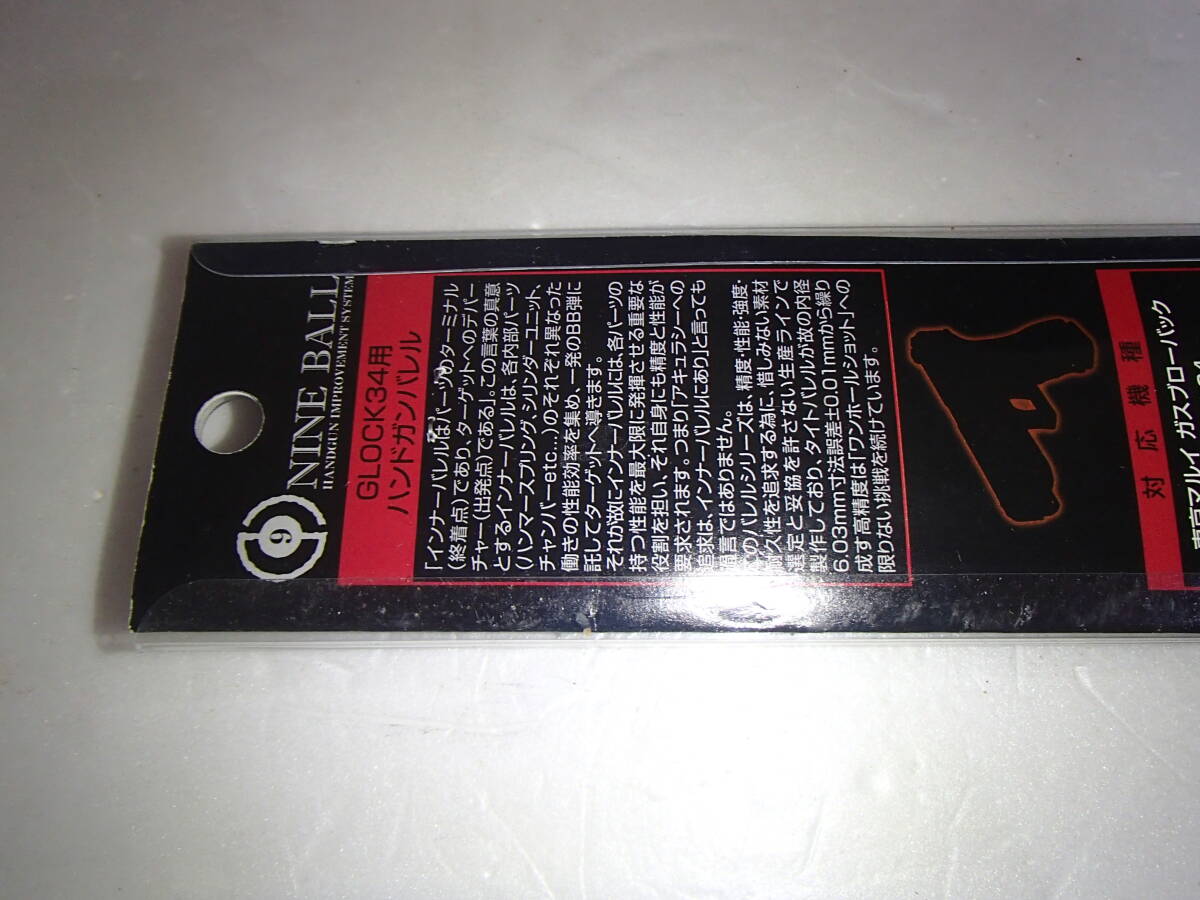 9
NINE BALL
HANDGUN IMPROVEMENT SYSTEM
GLOCK34用
ハンドガンバレル
「インナーバレルはパーツのターミナル
(終着点)であり、ターゲットへのデパー
チャー(出発点)である」。この言葉の真意
とするインナーバレルは、各内部パーツ
(ハンマースプリング、シリンダーユニット、
チャンバーetc...)のそれぞれ異なった
働きの性能効率を集め、一発のBB弾に
託してターゲットへ導きます。
それが故にインナーバレルには、各パーツの
持つ性能を最大限に発揮させる重要な
役割を担い、それ自身にも精度と性能が
要求されます。つまり「アキュラシーへの
追求は、インナーバレルにあり」と言っても
過言ではありません。
のバレルシリーズは、精度・性能・強度・
耐久性を追求する為に、惜しみない素材
選定と妥協を許さない生産ラインで
製作しており、タイトバレルが故の内径
6.03mm寸法誤差±0.01mmから繰り
成す高精度は「ワンホールショット」への
限りない挑戦を続けています。
対応機種
東京マルイ ガスブローバック